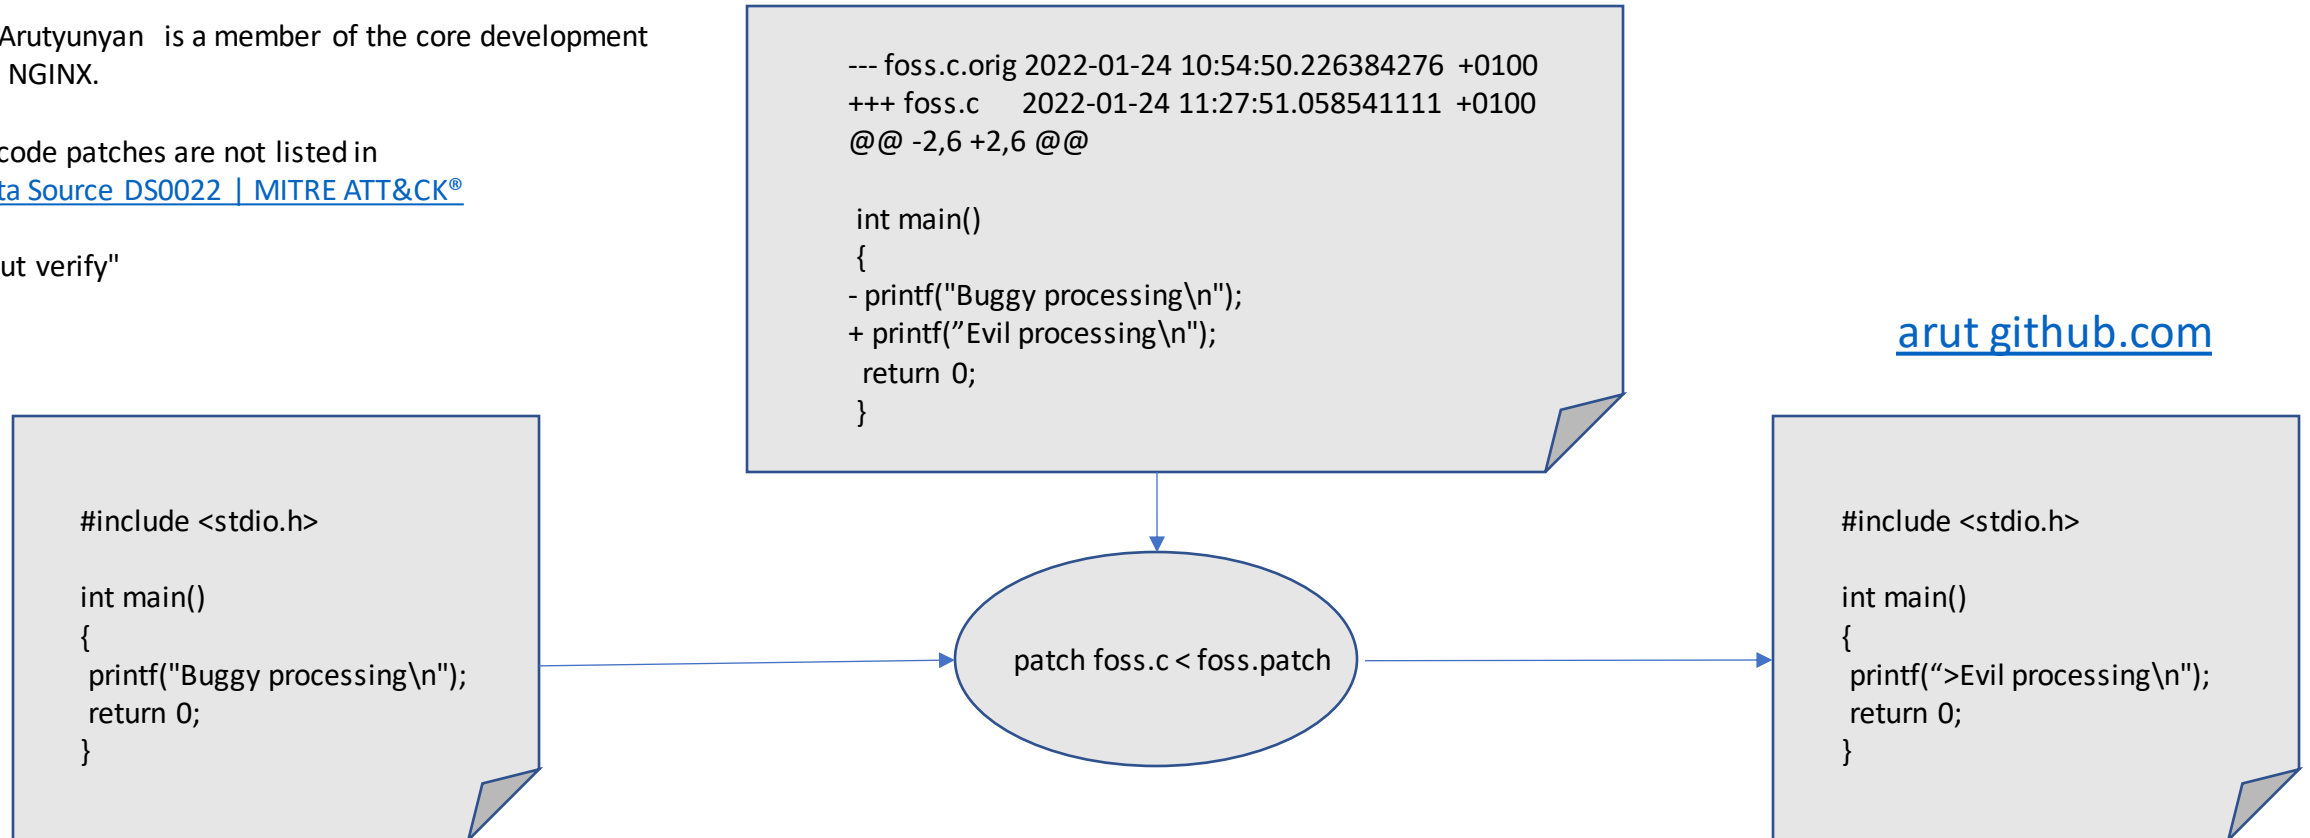 Arutyunyan is a member of the core development
NGINX.
code patches are not listed in
ta Source DS0022 | MITRE ATT&CK®
ut verify"
--- foss.c.orig 2022-01-24 10:54:50.226384276 +0100
+++ foss.c 2022-01-24 11:27:51.058541111 +0100
@@ -2,6 +2,6 @@
int main()
{
- printf("Buggy processing\n");
+ printf(”Evil processing\n");
return 0;
}
arut github.com
#include <stdio.h>
int main()
{
printf("Buggy processing\n");
return 0;
}
patch foss.c < foss.patch
#include <stdio.h>
int main()
{
printf(“>Evil processing\n");
return 0;
}